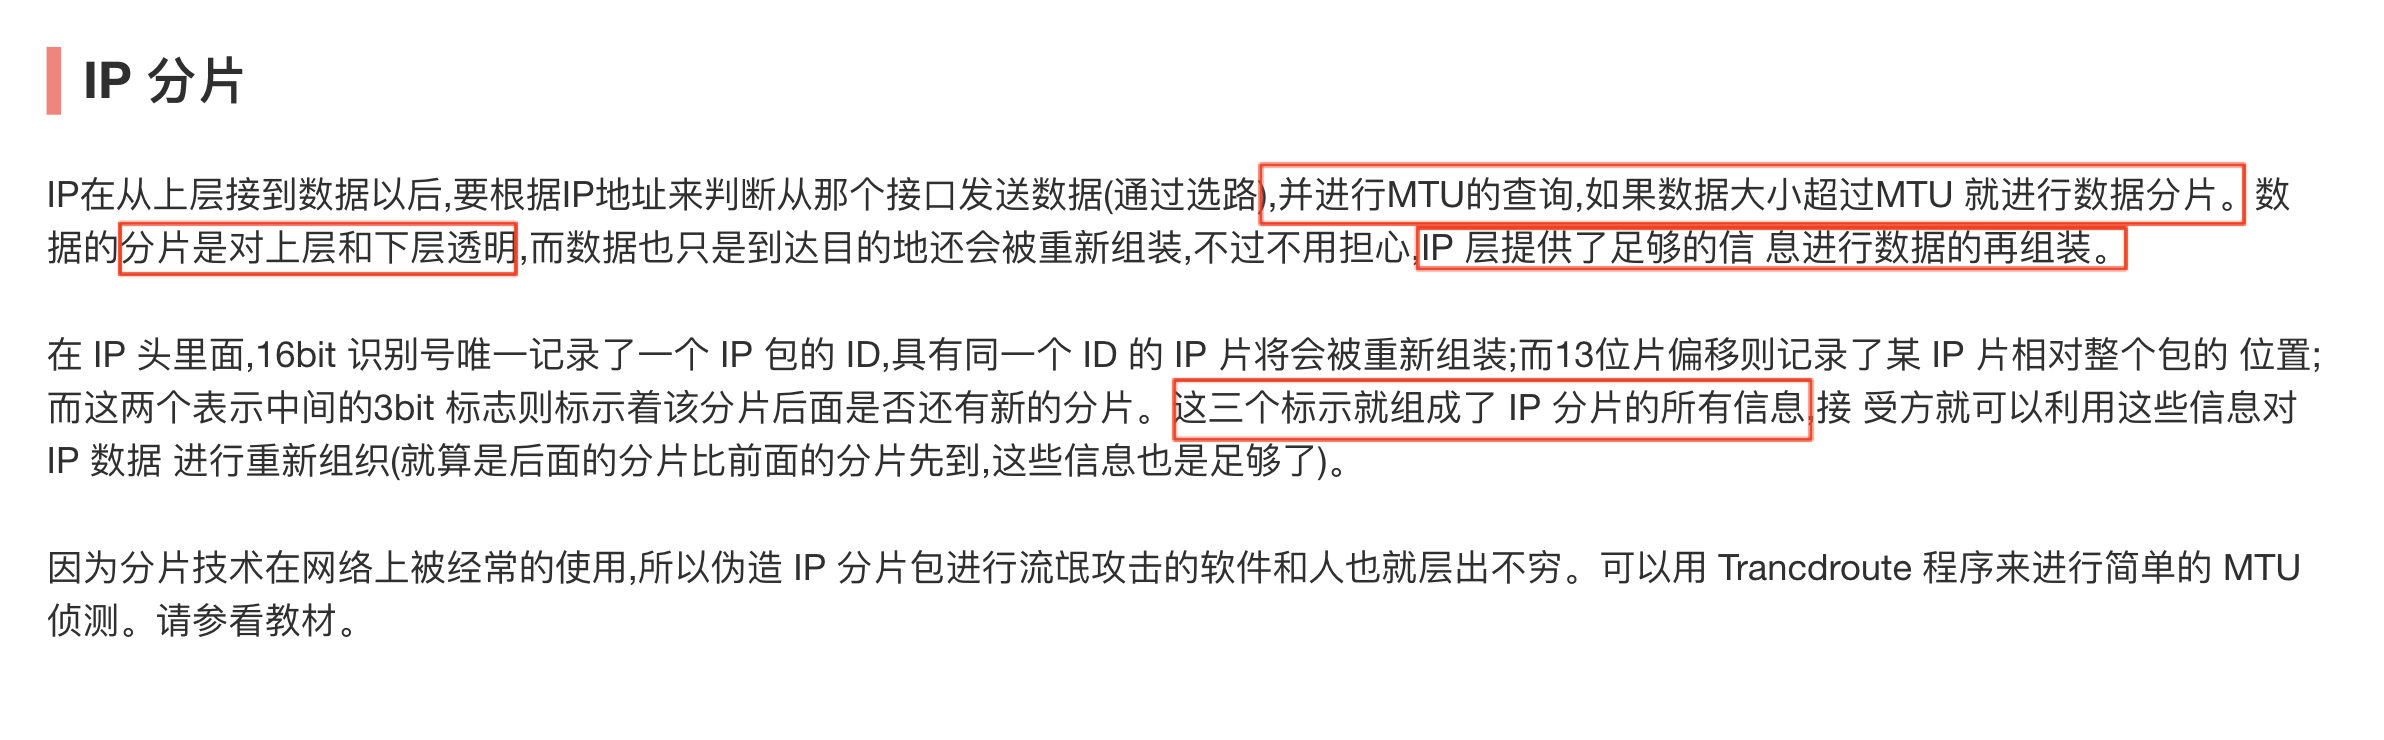 IP 分片
IP在从上层接到数据以后,要根据IP地址来判断从那个接口发送数据(通过选路),并进行MTU的查询,如果数据大小超过MTU 就进行数据分片。数
据的分片是对上层和下层透明,而数据也只是到达目的地还会被重新组装,不过不用担心,IP 层提供了足够的信 息进行数据的再组装。
在 IP 头里面,16bit 识别号唯一记录了一个 IP 包的 ID,具有同一个 ID 的 IP 片将会被重新组装;而13位片偏移则记录了某 IP 片相对整个包的 位置;
而这两个表示中间的3bit 标志则标示着该分片后面是否还有新的分片。这三个标示就组成了 IP 分片的所有信息,接 受方就可以利用这些信息对
IP 数据 进行重新组织(就算是后面的分片比前面的分片先到,这些信息也是足够了)。
因为分片技术在网络上被经常的使用,所以伪造 IP 分片包进行流氓攻击的软件和人也就层出不穷。可以用 Trancdroute 程序来进行简单的 MTU
侦测。请参看教材。